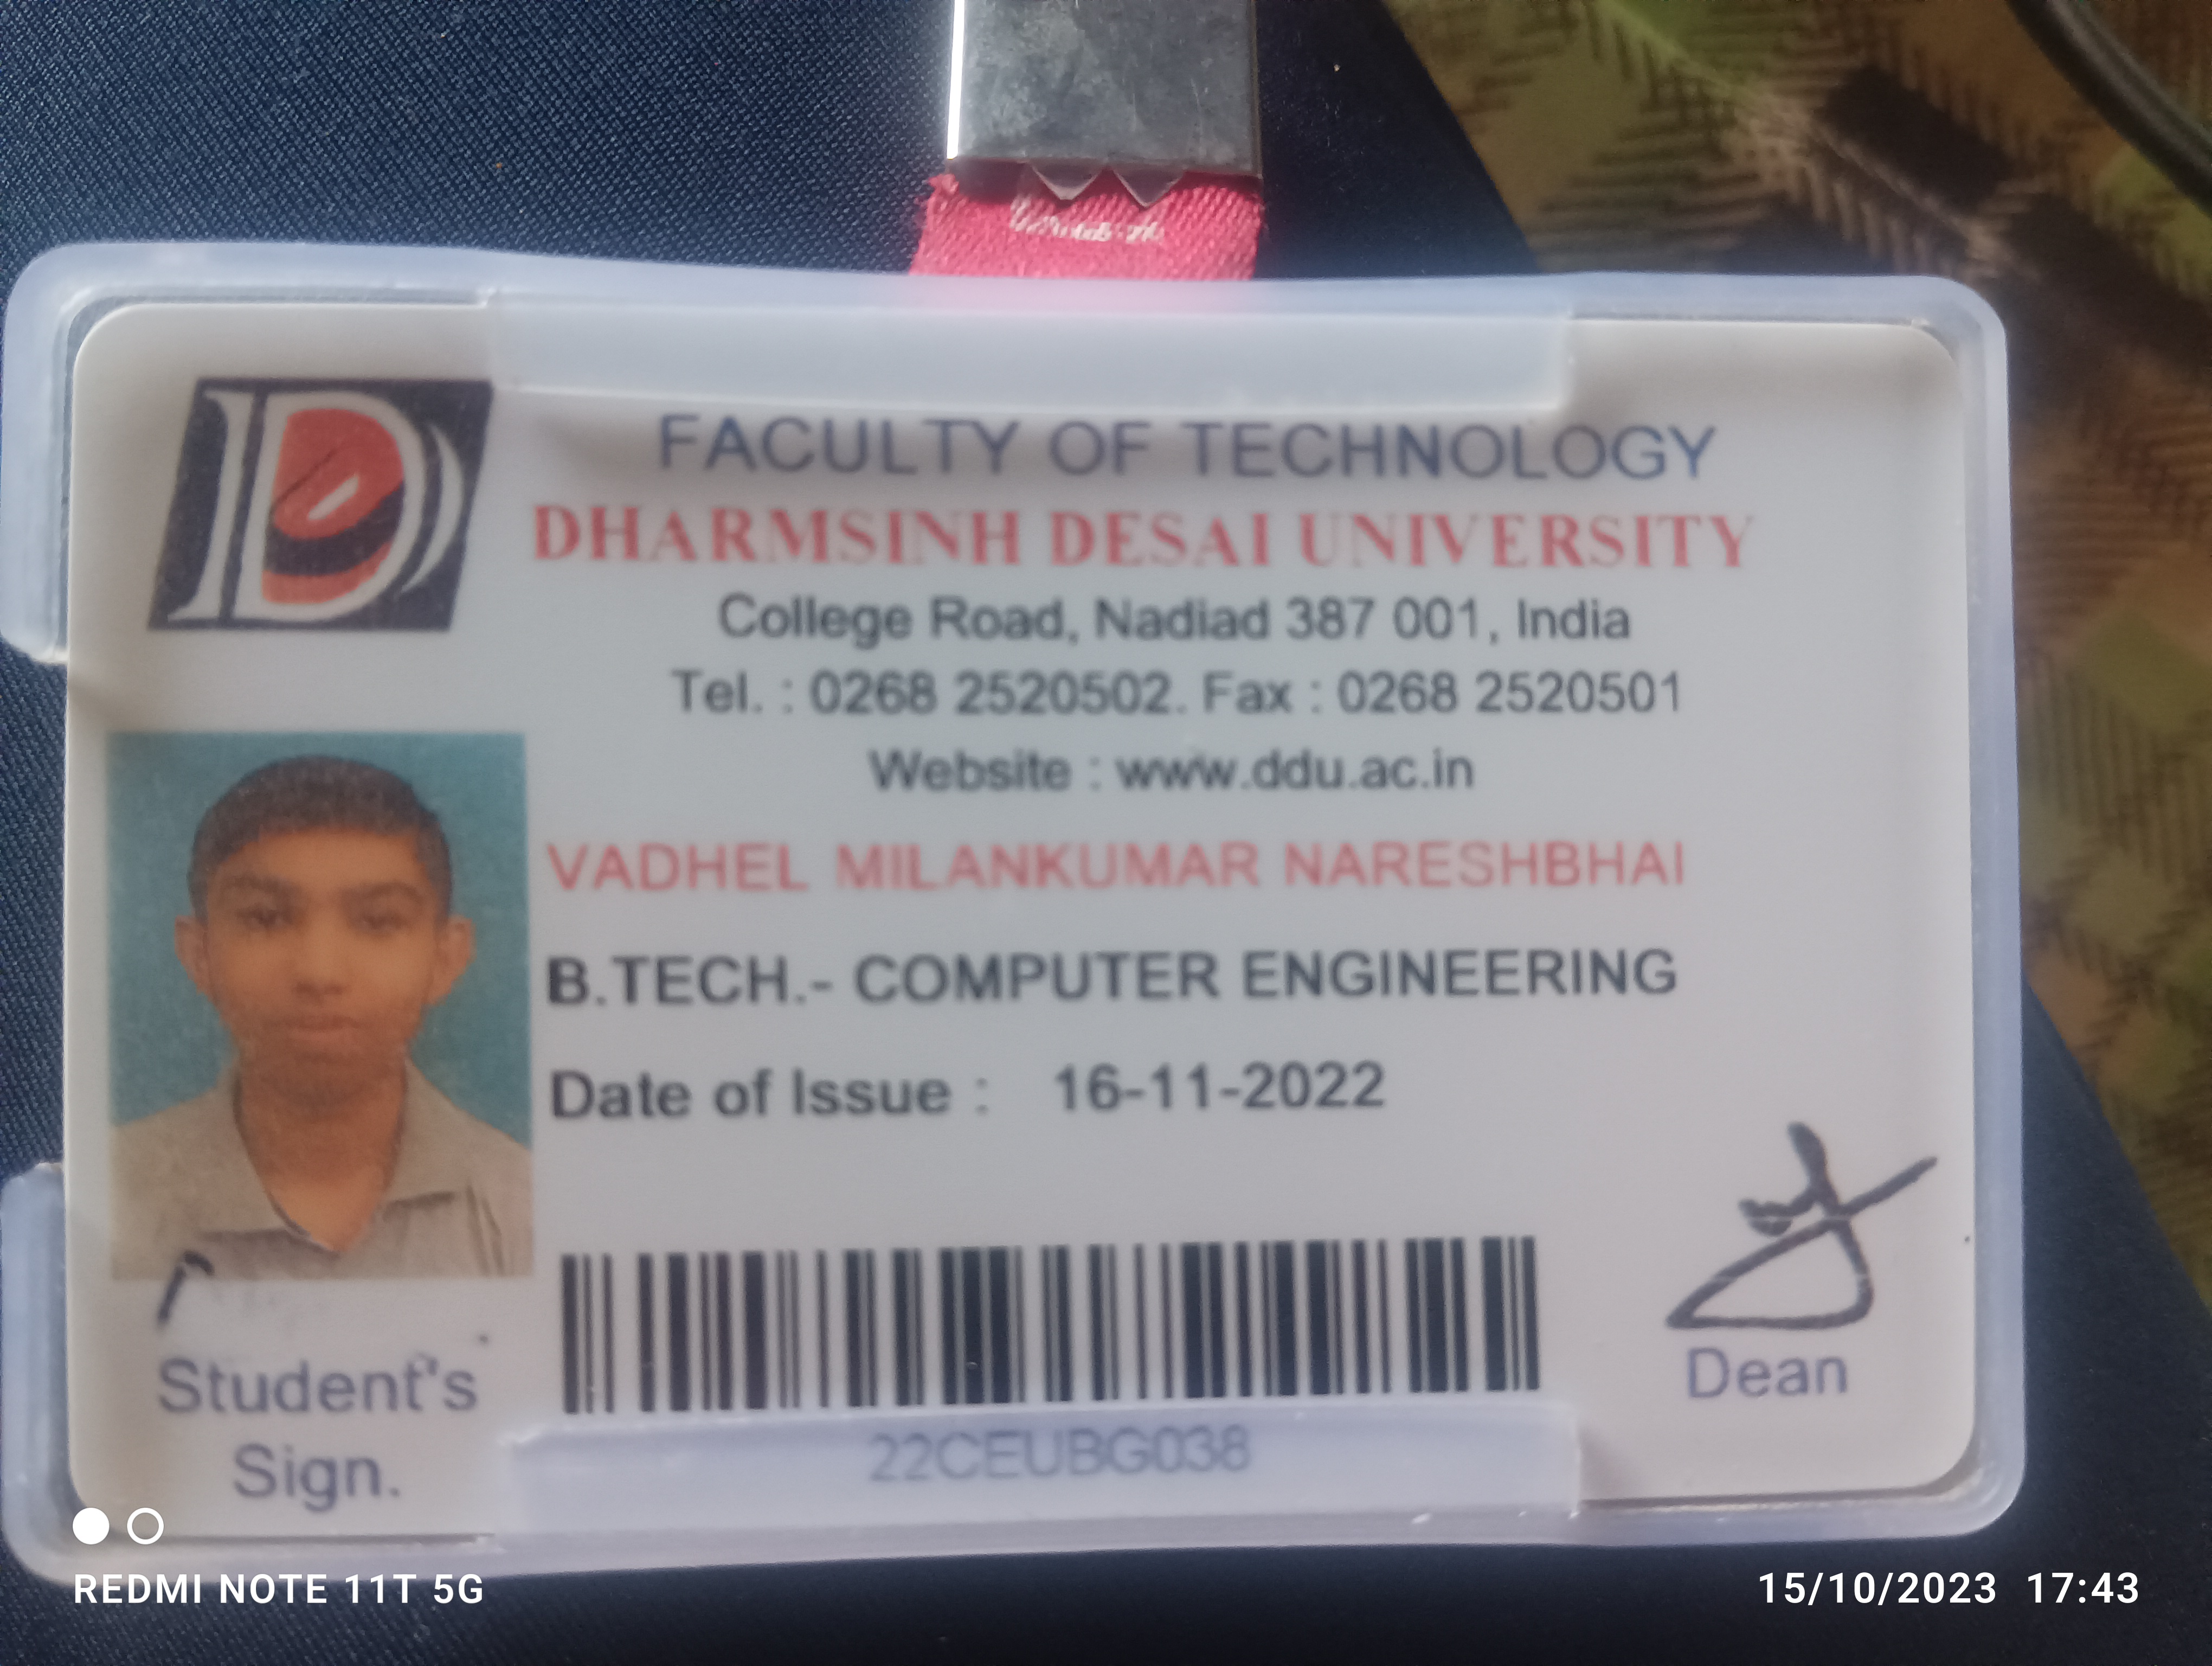 FACULTY OF TECHNOLOGY
DHARMSINH DESAI UNIVERSITY
College Road, Nadiad 387 001, India
Tel. : 0268 2520502. Fax : 0268 2520501
Website : www.ddu.ac.in
VADHEL MILANKUMAR NARESHBHAI
B.TECH.- COMPUTER ENGINEERING
Date of Issue : 16-11-2022
Student's
Sign.
Dean
22CEUBG038
REDMI NOTE 11T 5G
15/10/2023 17:43